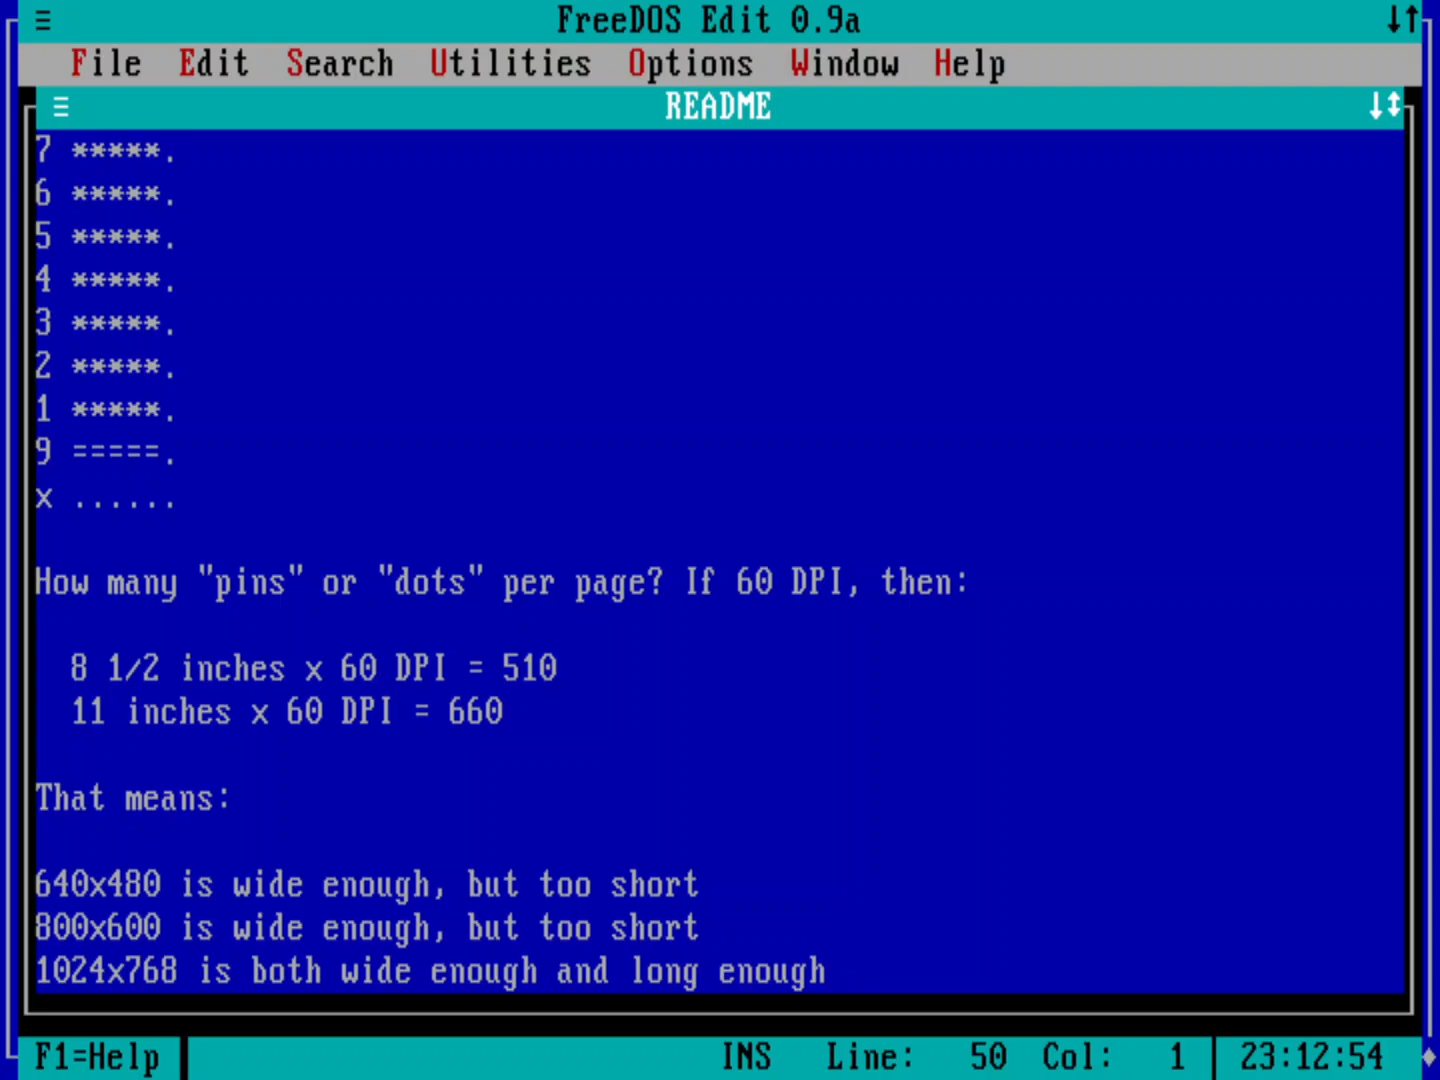 ≡ FreeDOS Edit 0.9a ↓↑
File Edit Search Utilities Options Window Help
≡ README ↓↕
7 *****.
6 *****.
5 *****.
4 *****.
3 *****.
2 *****.
1 *****.
9 =====.
x ......
How many "pins" or "dots" per page? If 60 DPI, then:
8 1/2 inches x 60 DPI = 510
11 inches x 60 DPI = 660
That means:
640x480 is wide enough, but too short
800x600 is wide enough, but too short
1024x768 is both wide enough and long enough
F1=Help INS Line: 50 Col: 1 23:12:54